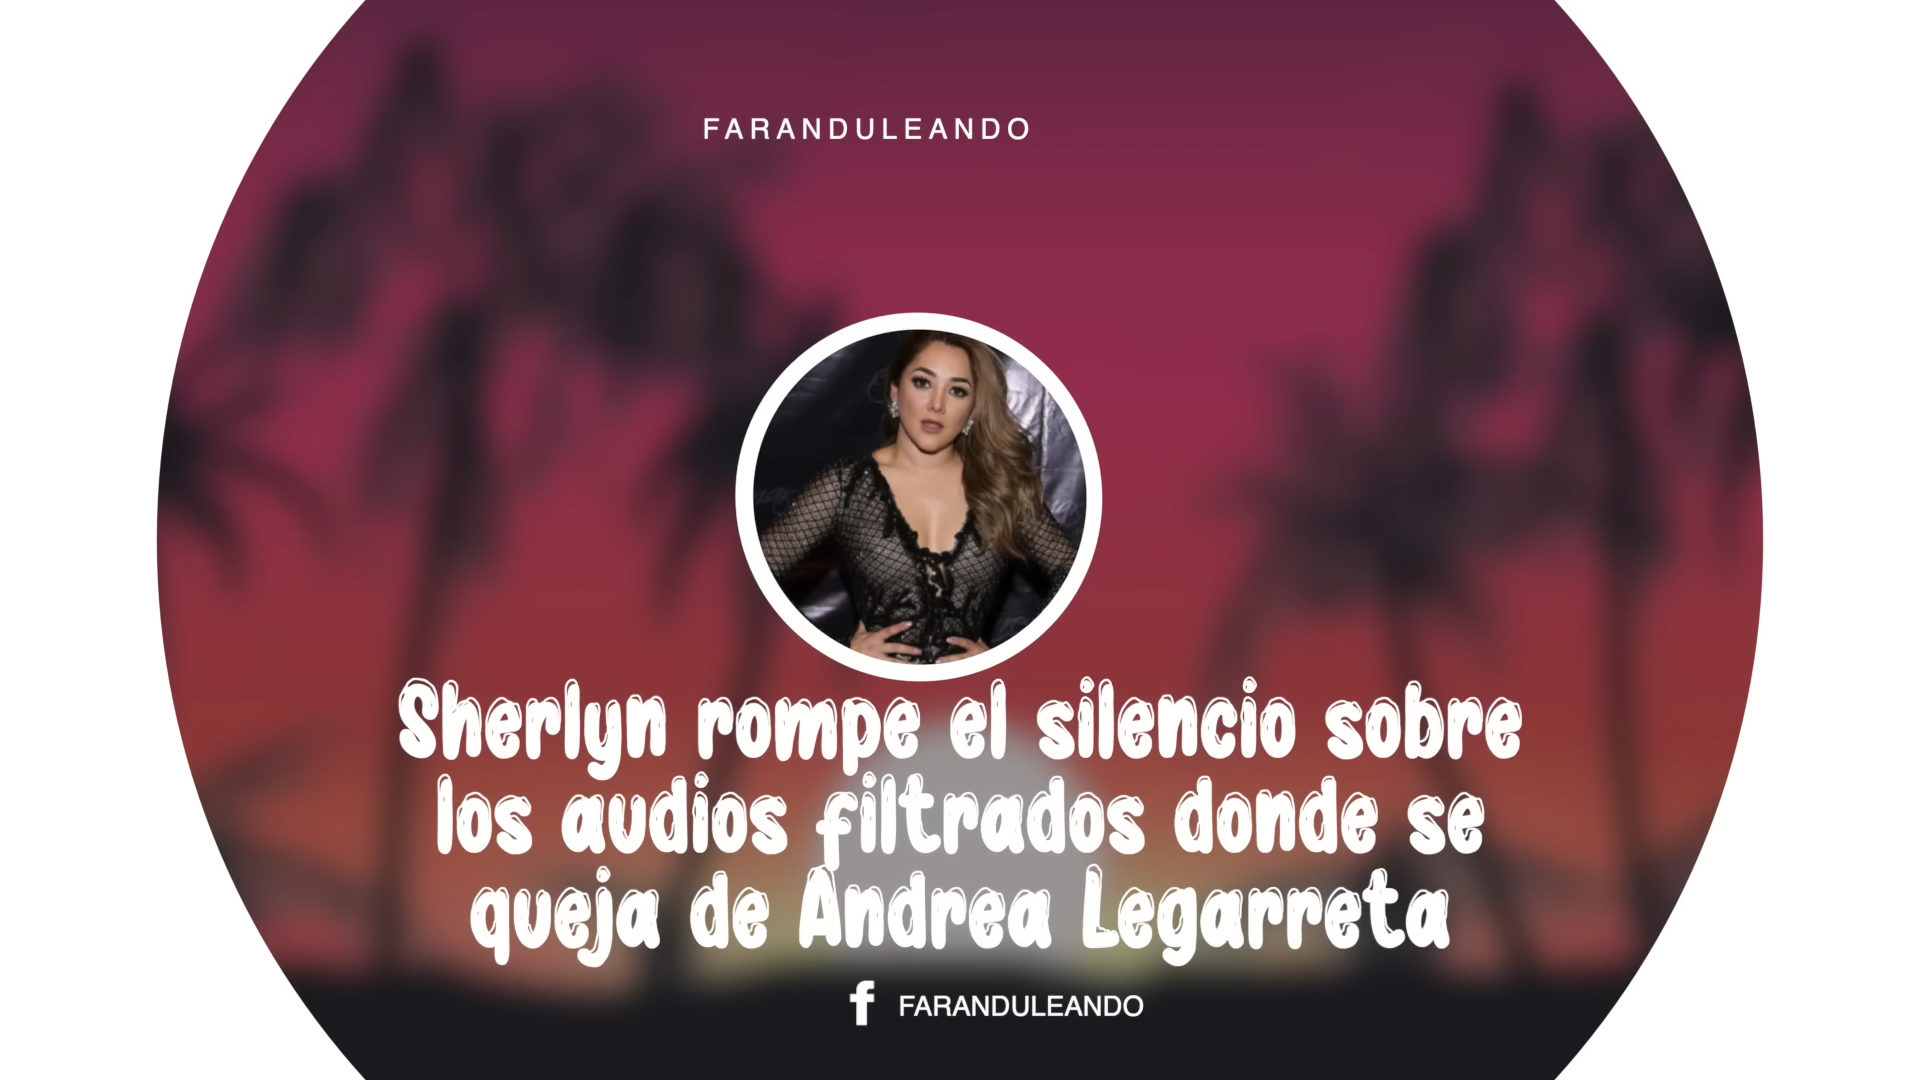 FARANDULEANDO
Sherlyn rompe el silencio sobre
los audios filtrados donde se
queja de Andrea Legarreta
f FARANDULEANDO